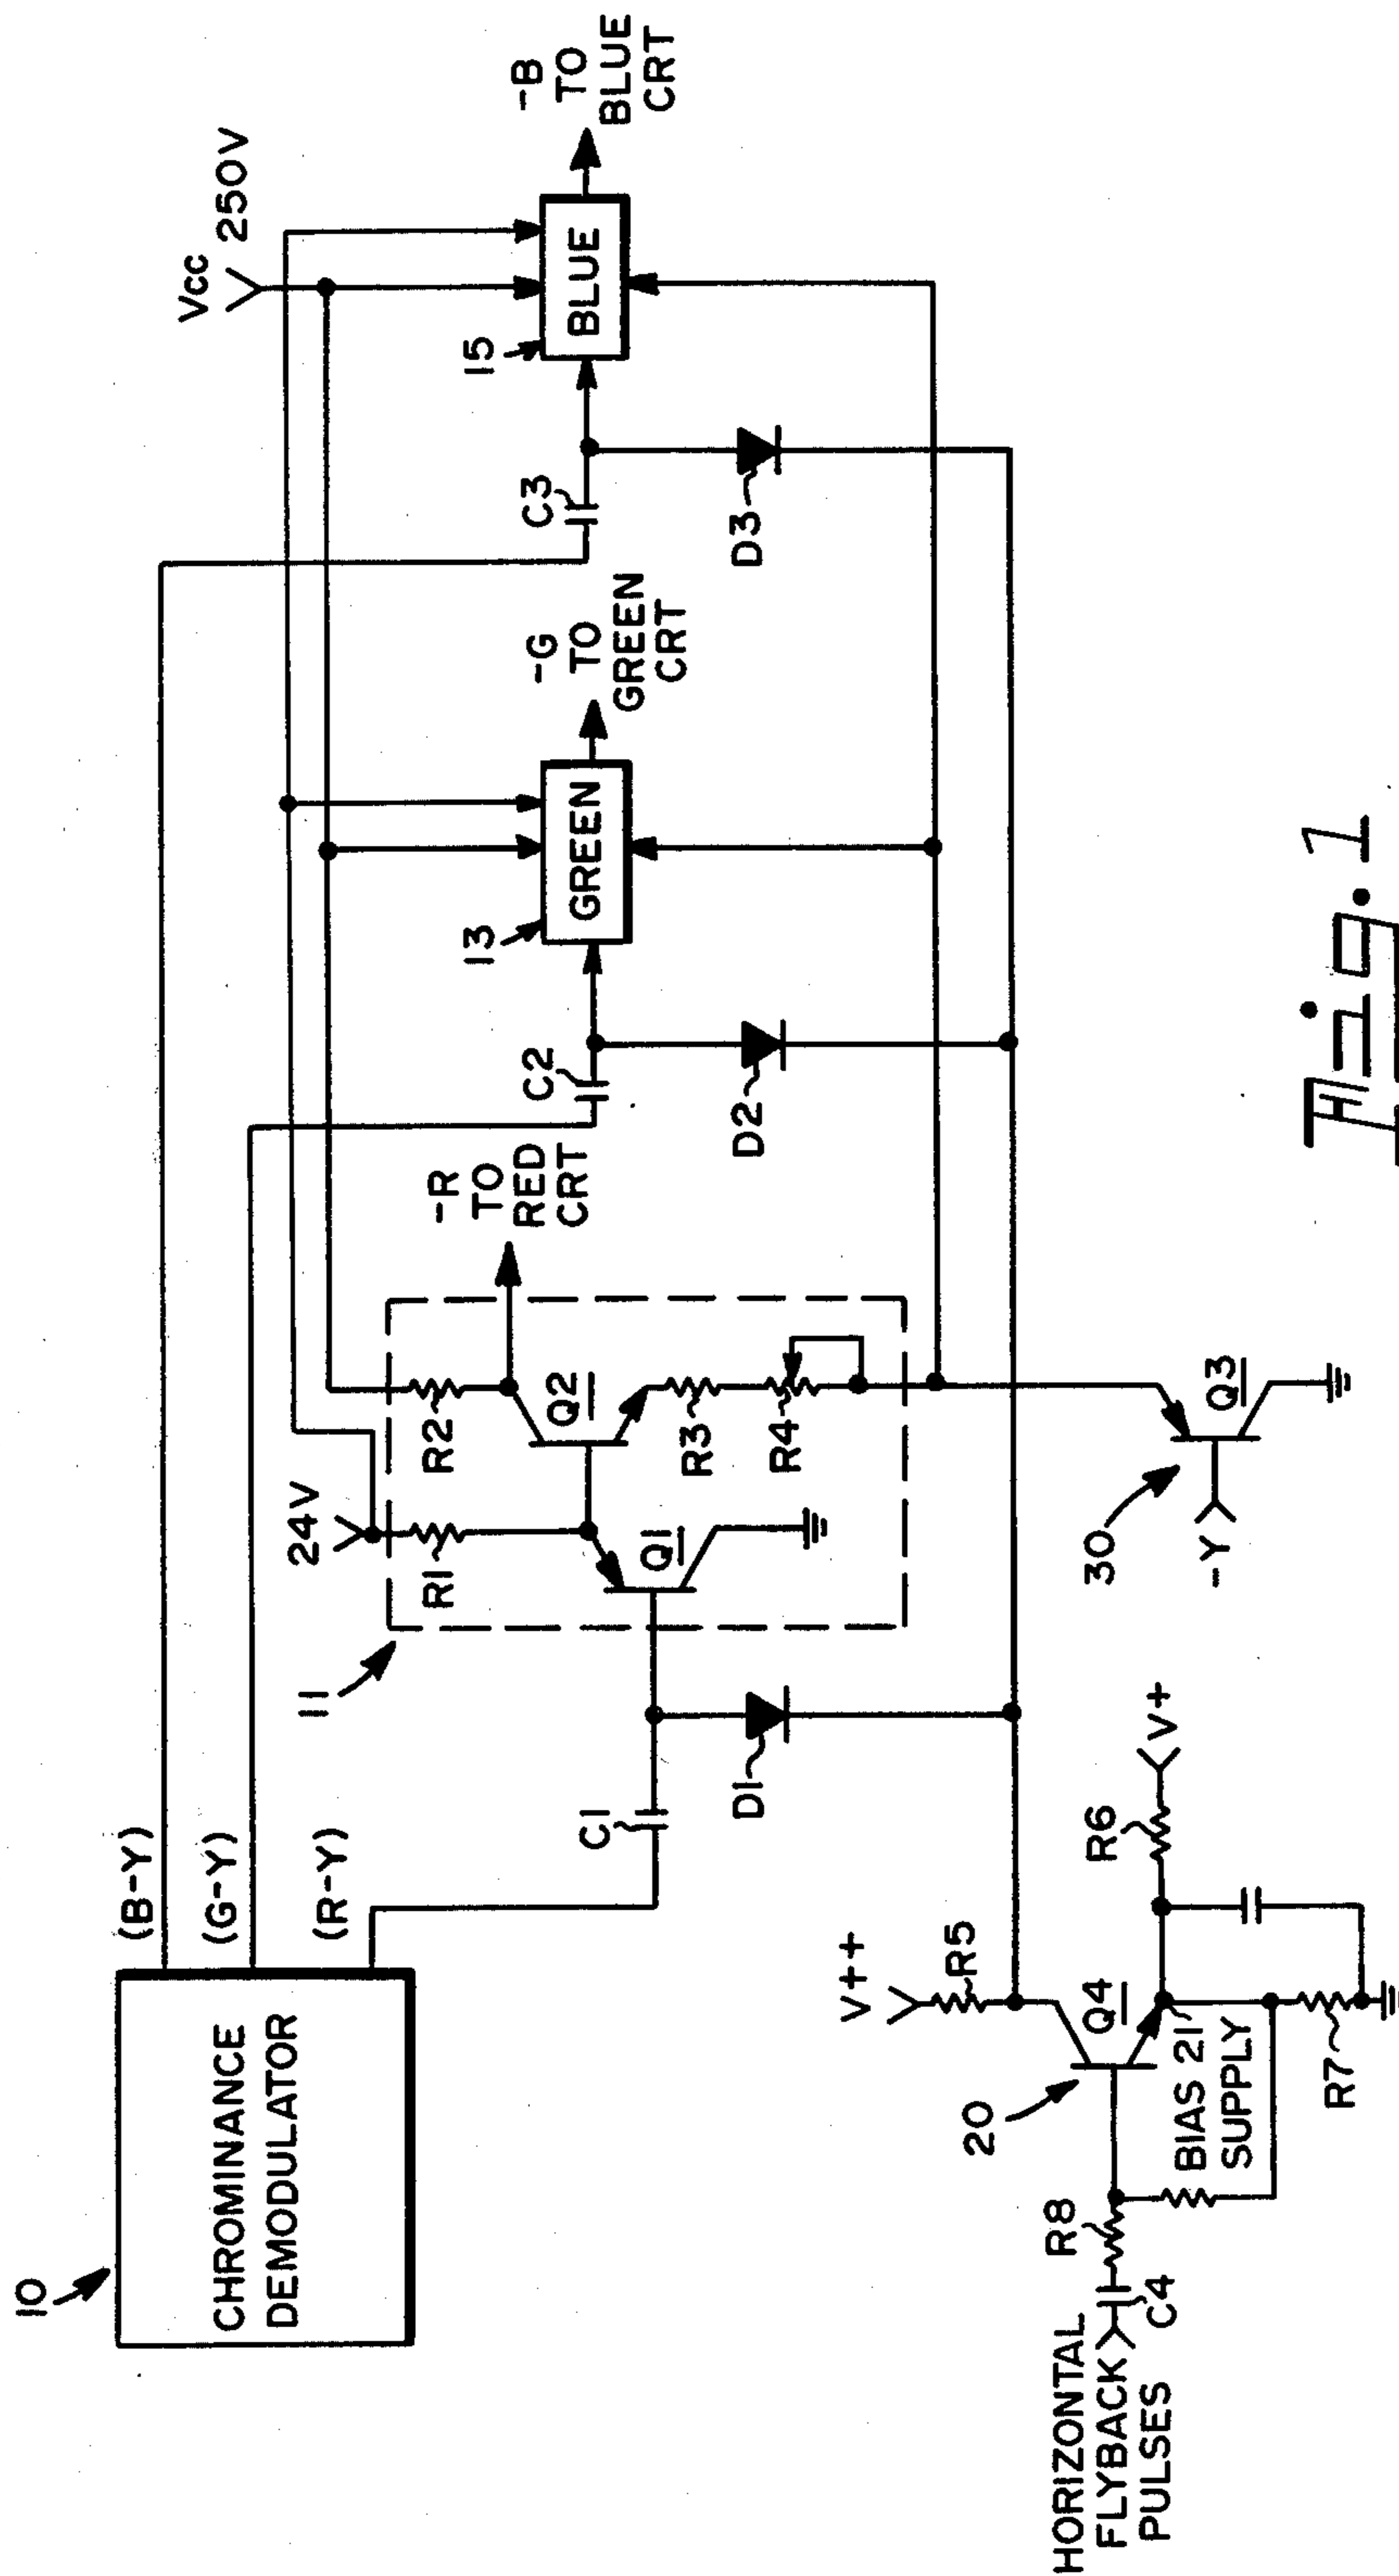 10
CHROMINANCE
DEMODULATOR
(B-Y)
(G-Y)
(R-Y)
C1
D1
11
24V
R1
R2
Q1
Q2
R3
R4
-R
TO
RED
CRT
C2
D2
13
GREEN
-G
TO
GREEN
CRT
C3
D3
15
BLUE
Vcc
250V
-B
TO
BLUE
CRT
HORIZONTAL
FLYBACK
PULSES
C4
R8
20
V++
R5
Q4
BIAS 21
SUPPLY
R7
R6
V+
30
-Y
Q3
Fig. 1